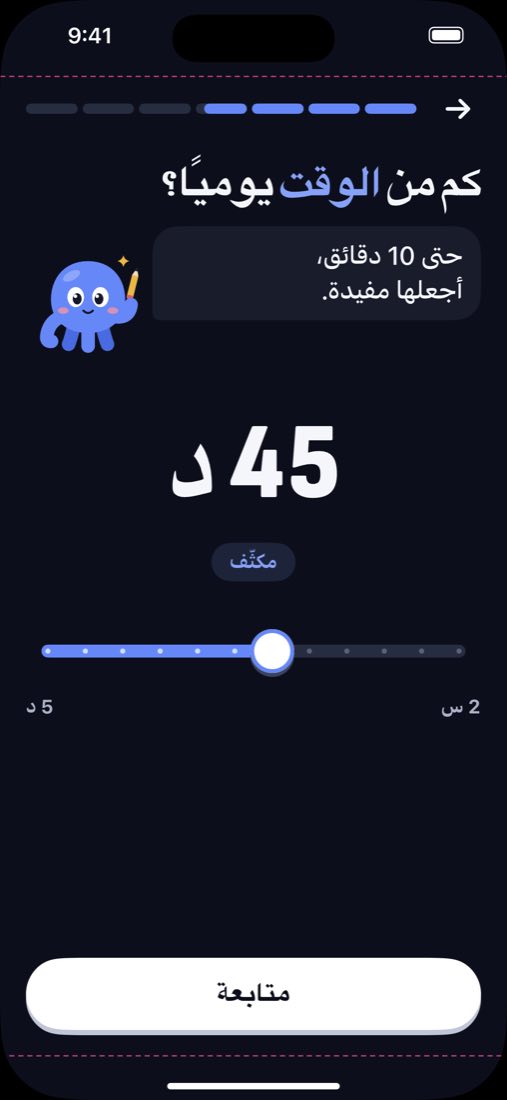 9:41
كم من الوقت يوميًا؟
حتى 10 دقائق،
أجعلها مفيدة.
45 د
مكثّف
5 د
2 س
متابعة